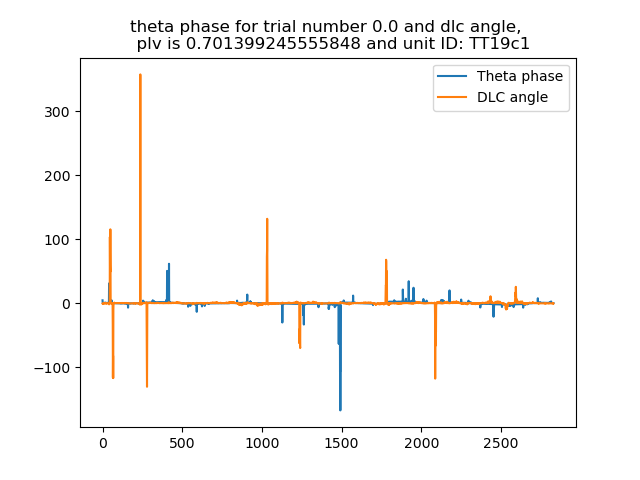 theta phase for trial number 0.0 and dlc angle,
plv is 0.701399245555848 and unit ID: TT19c1
Theta phase
DLC angle
300
200
100
0
−100
0
500
1000
1500
2000
2500